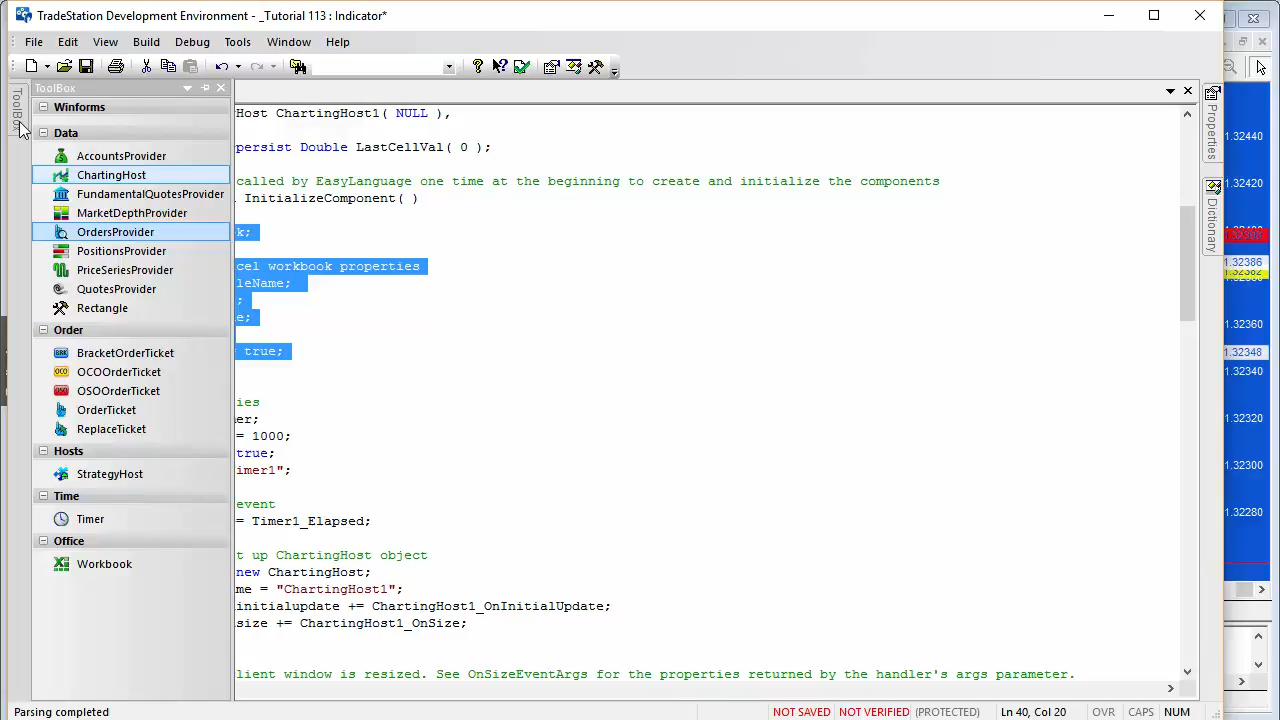 TradeStation Development Environment - _Tutorial 113 : Indicator*
File Edit View Build Debug Tools Window Help
ToolBox
ToolBox
Winforms
Data
AccountsProvider
ChartingHost
FundamentalQuotesProvider
MarketDepthProvider
OrdersProvider
PositionsProvider
PriceSeriesProvider
QuotesProvider
Rectangle
Order
BracketOrderTicket
OCOOrderTicket
OSOOrderTicket
OrderTicket
ReplaceTicket
Hosts
StrategyHost
Time
Timer
Office
Workbook
Host ChartingHost1( NULL ),
persist Double LastCellVal( 0 );
called by EasyLanguage one time at the beginning to create and initialize the components
InitializeComponent( )
k;
cel workbook properties
leName;
;
e;
true;
ies
er;
= 1000;
true;
imer1";
event
= Timer1_Elapsed;
t up ChartingHost object
new ChartingHost;
me = "ChartingHost1";
initialupdate += ChartingHost1_OnInitialUpdate;
size += ChartingHost1_OnSize;
lient window is resized. See OnSizeEventArgs for the properties returned by the handler's args parameter.
Properties
Dictionary
1.32440
1.32420
1.32386
1.32382
1.32360
1.32348
1.32340
1.32320
1.32300
1.32280
Parsing completed
NOT SAVED NOT VERIFIED (PROTECTED) Ln 40, Col 20 OVR CAPS NUM